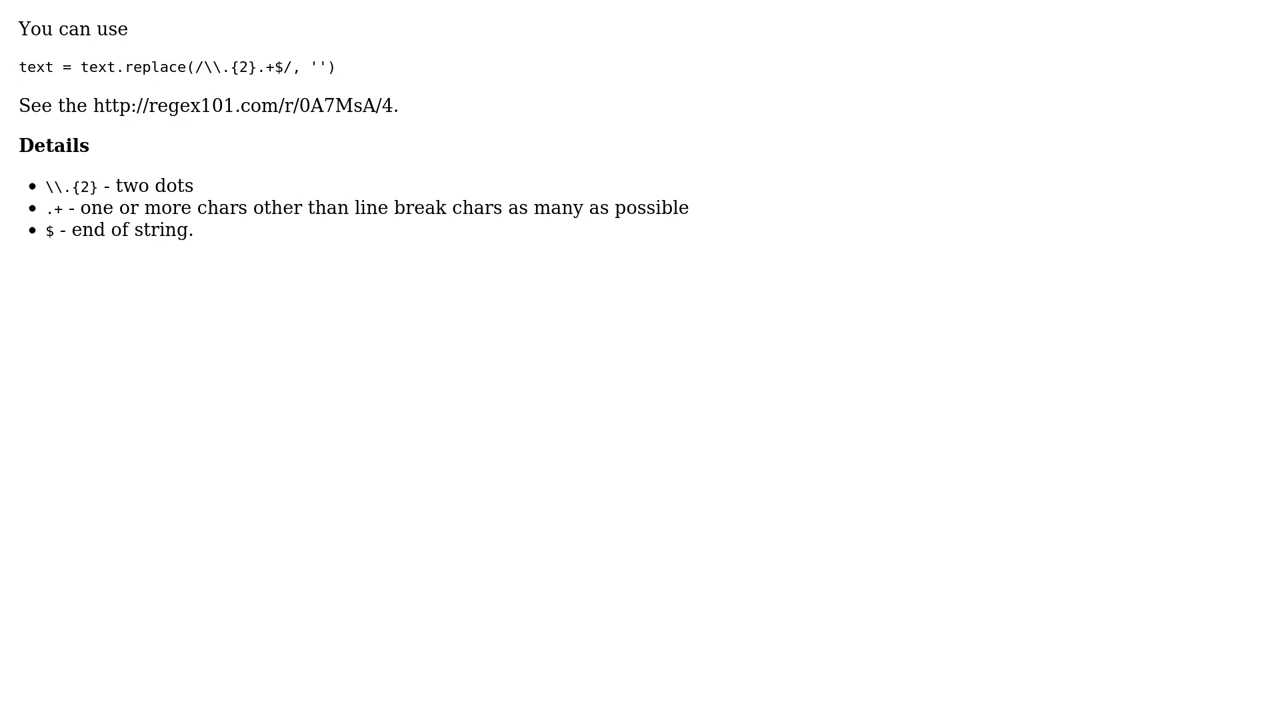 You can use
text = text.replace(/\\.{2}.+$/, '')
See the http://regex101.com/r/0A7MsA/4.
Details
• \\.{2} - two dots
• .+ - one or more chars other than line break chars as many as possible
• $ - end of string.